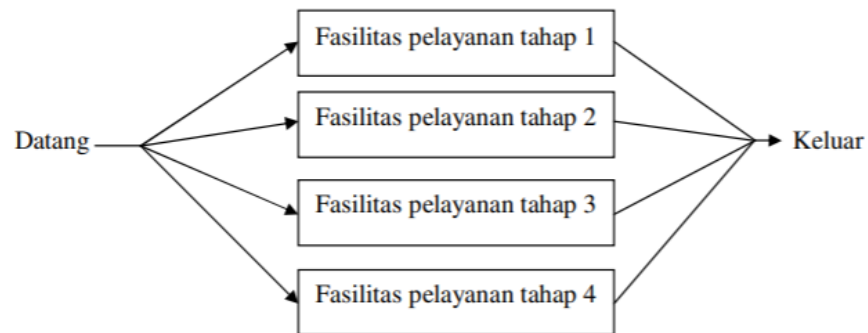 Fasilitas pelayanan tahap 1
Fasilitas pelayanan tahap 2
Datang
Keluar
Fasilitas pelayanan tahap 3
Fasilitas pelayanan tahap 4